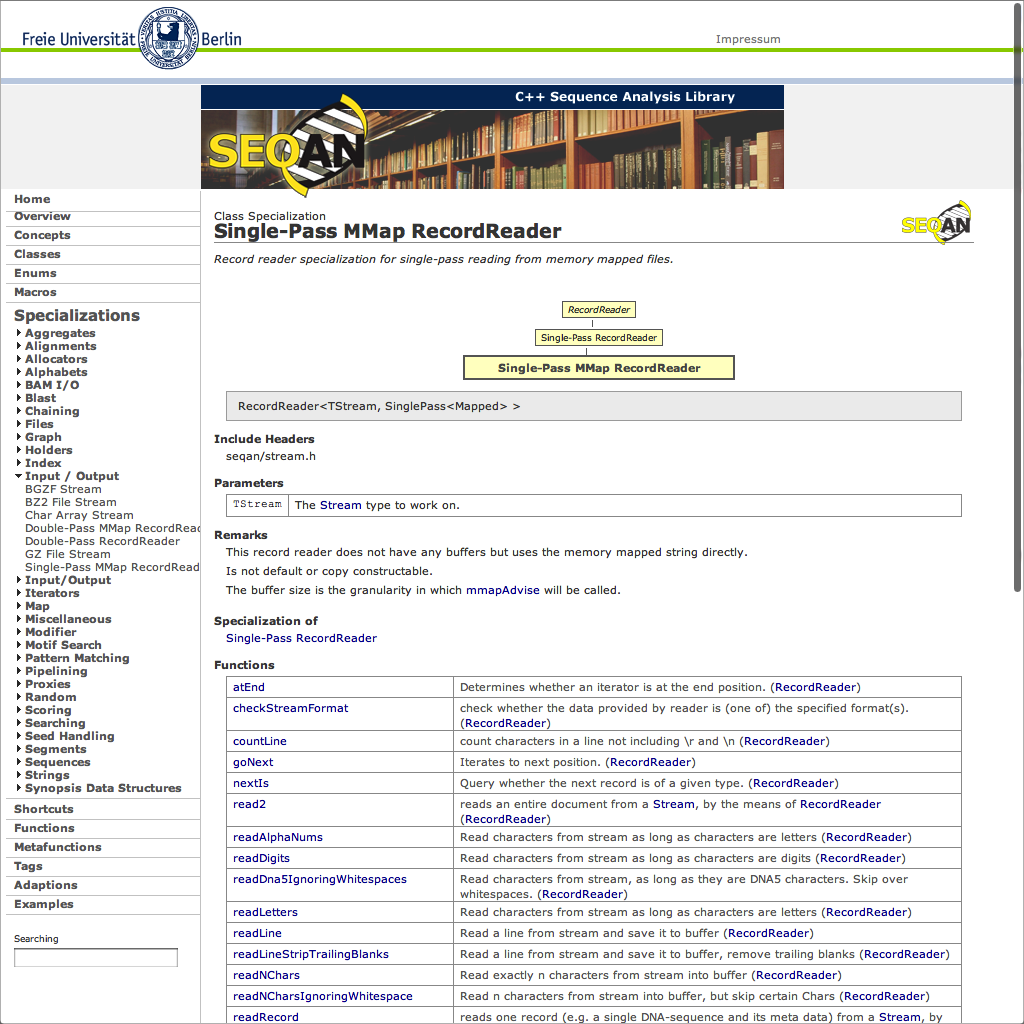 Freie Universität Berlin
Impressum
C++ Sequence Analysis Library
SEQAN
Home
Overview
Concepts
Classes
Enums
Macros
Specializations
Aggregates
Alignments
Allocators
Alphabets
BAM I/O
Blast
Chaining
Files
Graph
Holders
Index
Input / Output
BGZF Stream
BZ2 File Stream
Char Array Stream
Double-Pass MMap RecordRead
Double-Pass RecordReader
GZ File Stream
Single-Pass MMap RecordRead
Input/Output
Iterators
Map
Miscellaneous
Modifier
Motif Search
Pattern Matching
Pipelining
Proxies
Random
Scoring
Searching
Seed Handling
Segments
Sequences
Strings
Synopsis Data Structures
Shortcuts
Functions
Metafunctions
Tags
Adaptions
Examples
Searching
Class Specialization
Single-Pass MMap RecordReader
SEQAN
Record reader specialization for single-pass reading from memory mapped files.
RecordReader
Single-Pass RecordReader
Single-Pass MMap RecordReader
RecordReader<TStream, SinglePass<Mapped> >
Include Headers
seqan/stream.h
Parameters
TStream The Stream type to work on.
Remarks
This record reader does not have any buffers but uses the memory mapped string directly.
Is not default or copy constructable.
The buffer size is the granularity in which mmapAdvise will be called.
Specialization of
Single-Pass RecordReader
Functions
atEnd Determines whether an iterator is at the end position. (RecordReader)
checkStreamFormat check whether the data provided by reader is (one of) the specified format(s).
(RecordReader)
countLine count characters in a line not including \r and \n (RecordReader)
goNext Iterates to next position. (RecordReader)
nextIs Query whether the next record is of a given type. (RecordReader)
read2 reads an entire document from a Stream, by the means of RecordReader
(RecordReader)
readAlphaNums Read characters from stream as long as characters are letters (RecordReader)
readDigits Read characters from stream as long as characters are digits (RecordReader)
readDna5IgnoringWhitespaces Read characters from stream, as long as they are DNA5 characters. Skip over
whitespaces. (RecordReader)
readLetters Read characters from stream as long as characters are letters (RecordReader)
readLine Read a line from stream and save it to buffer (RecordReader)
readLineStripTrailingBlanks Read a line from stream and save it to buffer, remove trailing blanks (RecordReader)
readNChars Read exactly n characters from stream into buffer (RecordReader)
readNCharsIgnoringWhitespace Read n characters from stream into buffer, but skip certain Chars (RecordReader)
readRecord reads one record (e.g. a single DNA-sequence and its meta data) from a Stream, by